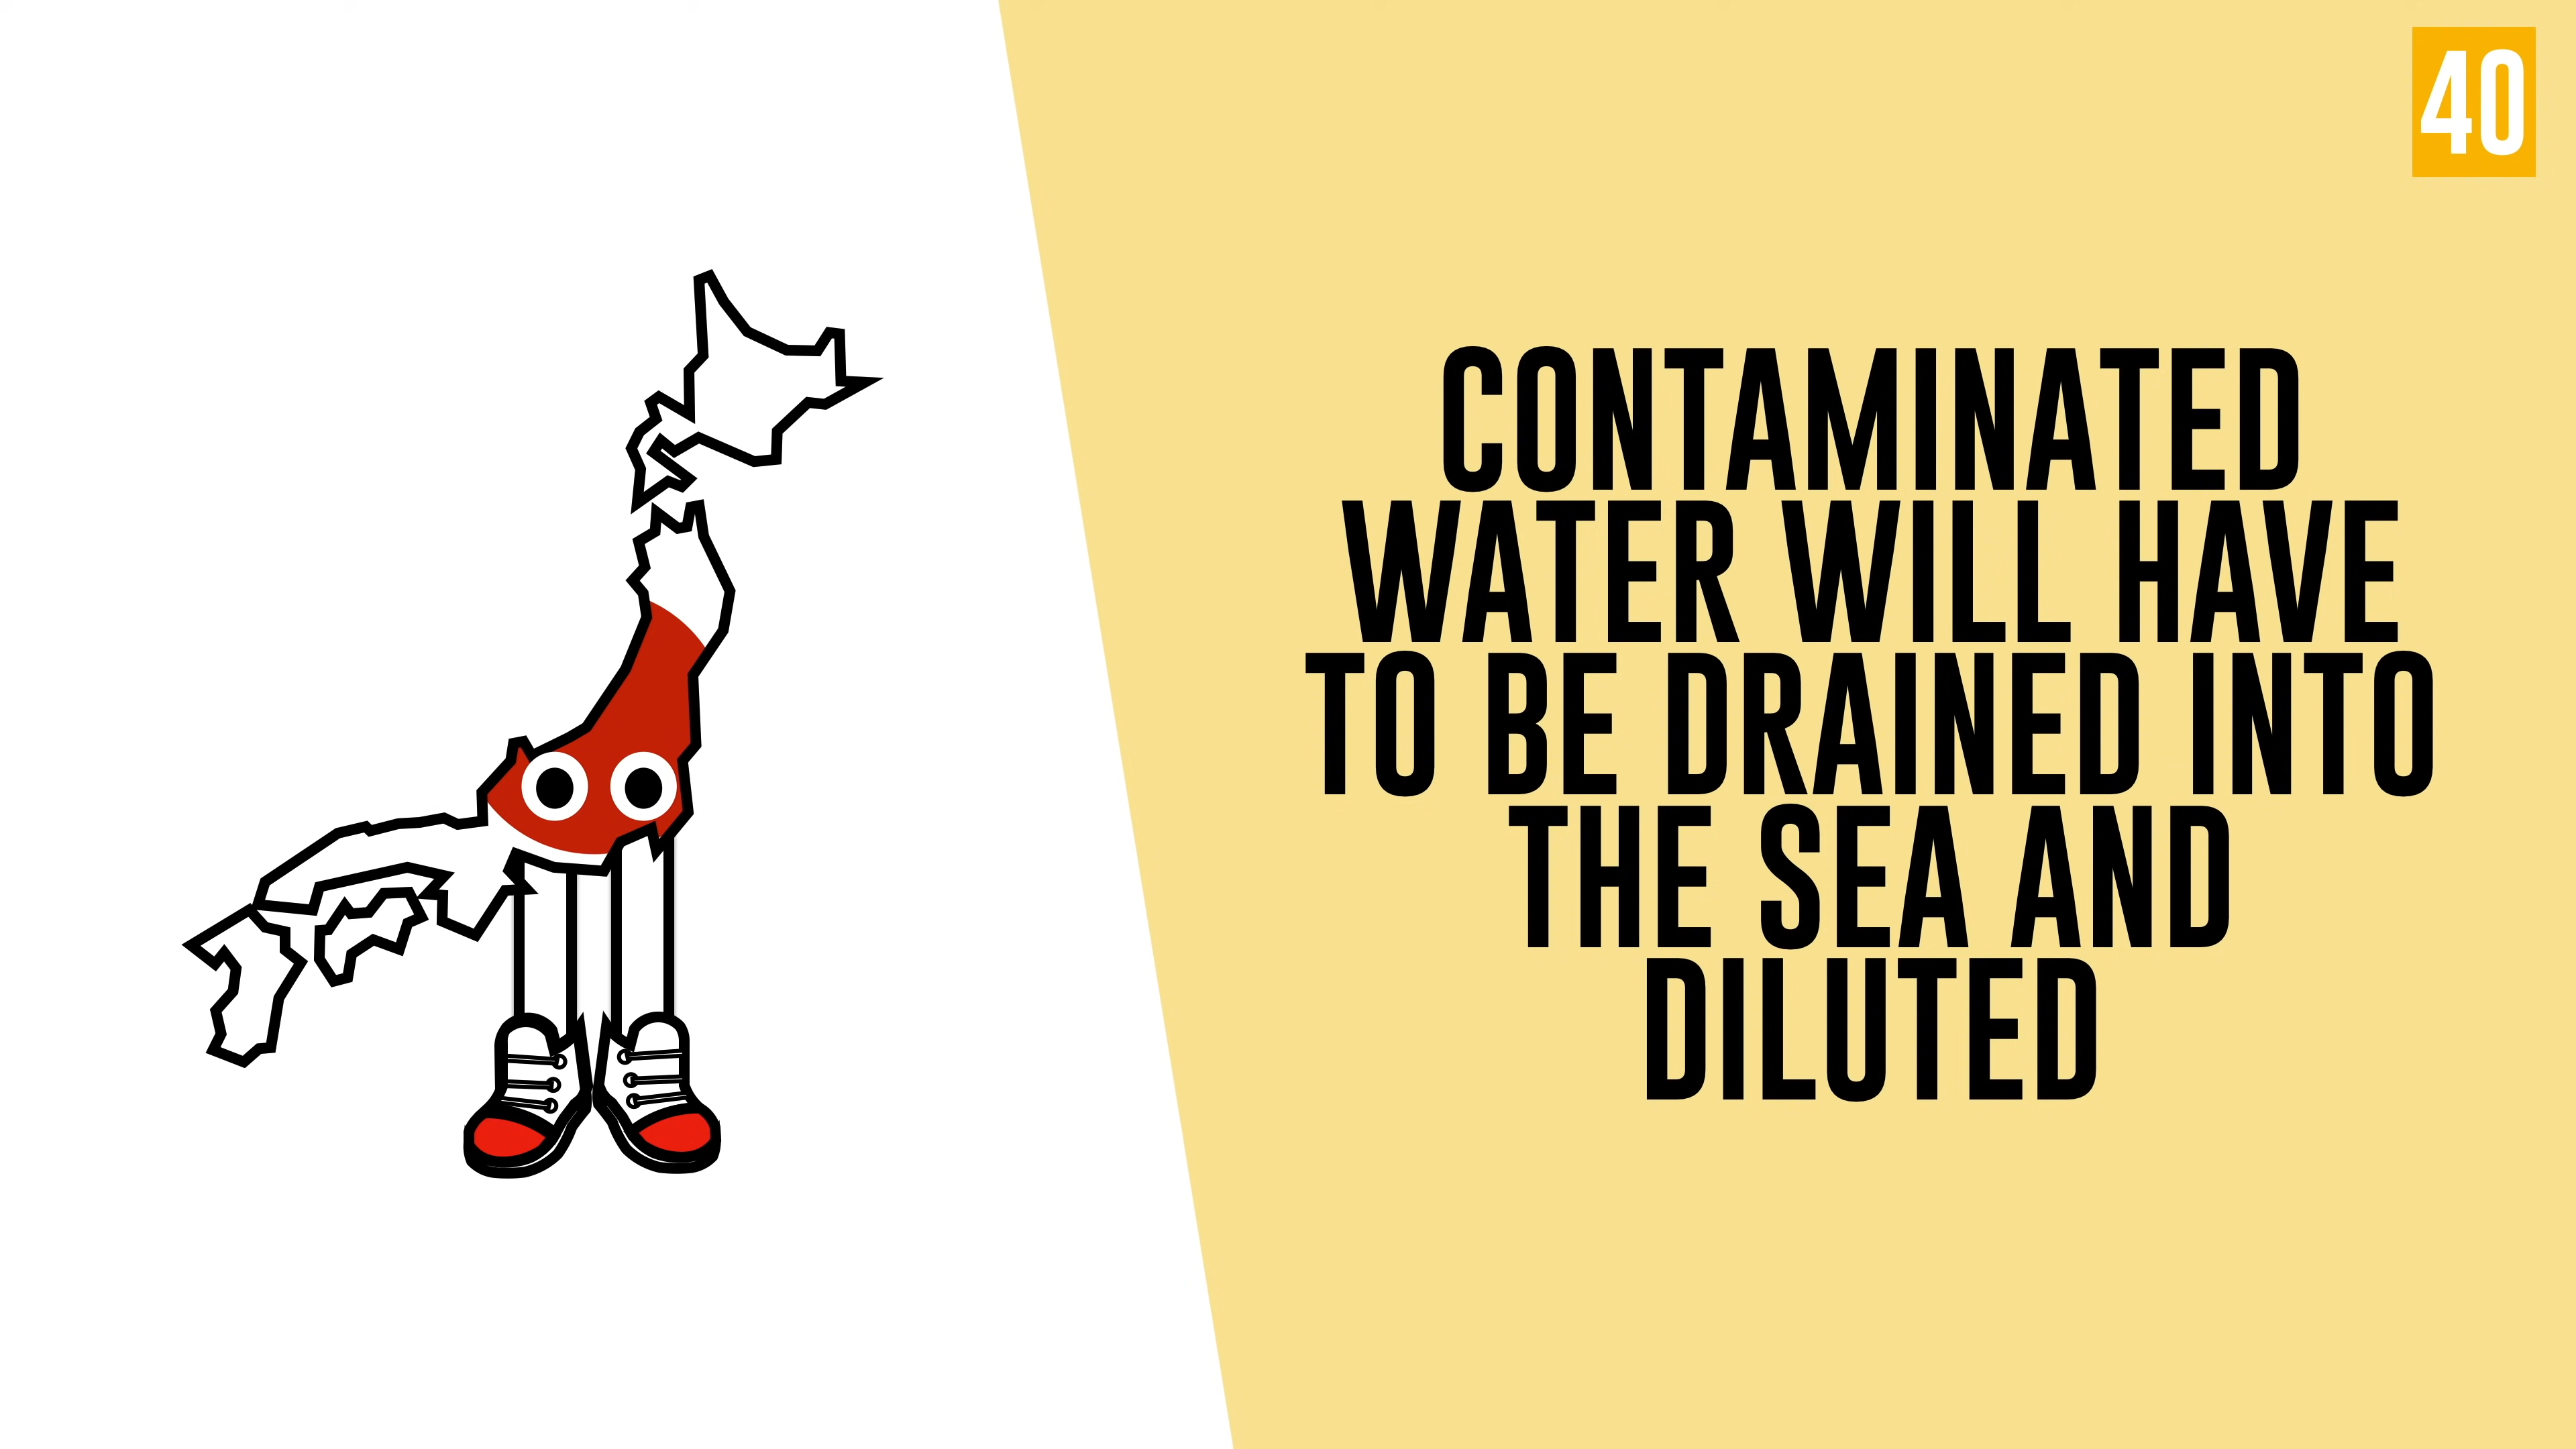 40
CONTAMINATED
WATER WILL HAVE
TO BE DRAINED INTO
THE SEA AND
DILUTED